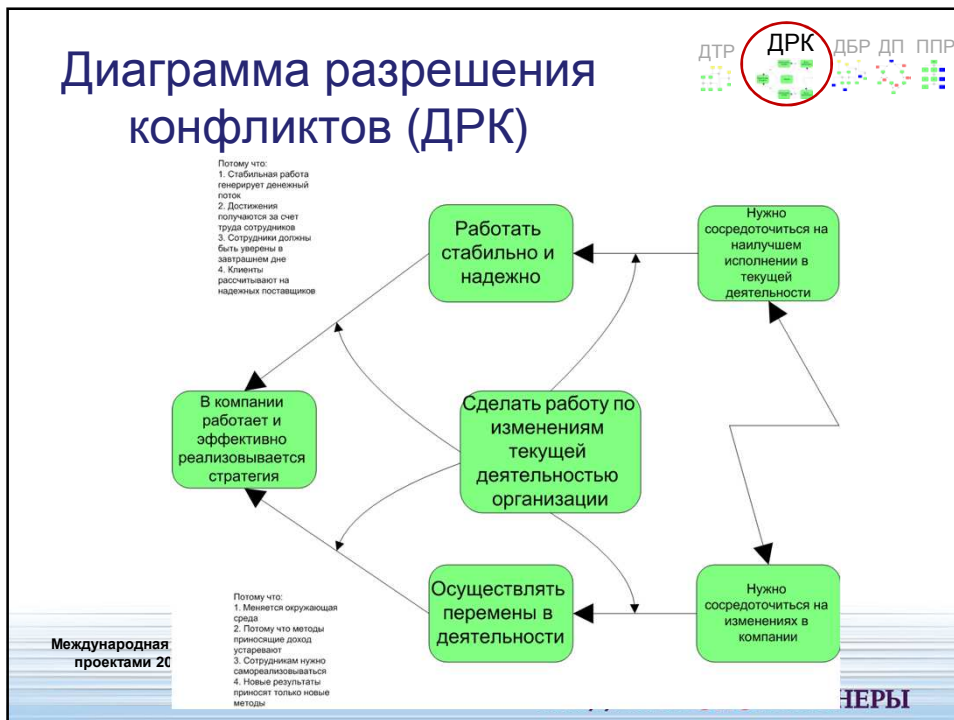 Диаграмма разрешения
конфликтов (ДРК)
ДТР
ДРК
ДБР
ДП
ППР
Потому что:
1. Стабильная работа
генерирует денежный
поток
2. Достижения
получаются за счет
труда сотрудников
3. Сотрудники должны
быть уверены в
завтрашнем дне
4. Клиенты
рассчитывают на
надежных поставщиков
Работать
стабильно и
надежно
Нужно
сосредоточиться на
наилучшем
исполнении в
текущей
деятельности
В компании
работает и
эффективно
реализовывается
стратегия
Сделать работу по
изменениям
текущей
деятельностью
организации
Осуществлять
перемены в
деятельности
Нужно
сосредоточиться на
изменениях в
компании
Потому что:
1. Меняется окружающая
среда
2. Потому что методы
приносящие доход
устаревают
3. Сотрудникам нужно
самореализовываться
4. Новые результаты
приносят только новые
методы
Международная
проектами 20
НЕРЫ